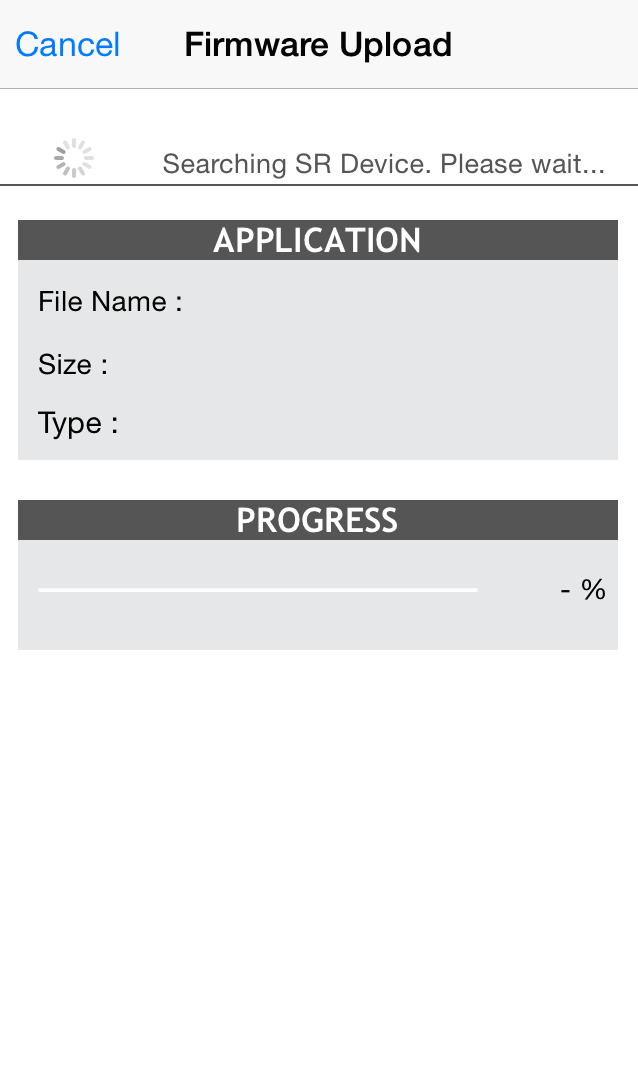 Cancel Firmware Upload
Searching SR Device. Please wait...
APPLICATION
File Name :
Size :
Type :
PROGRESS
- %